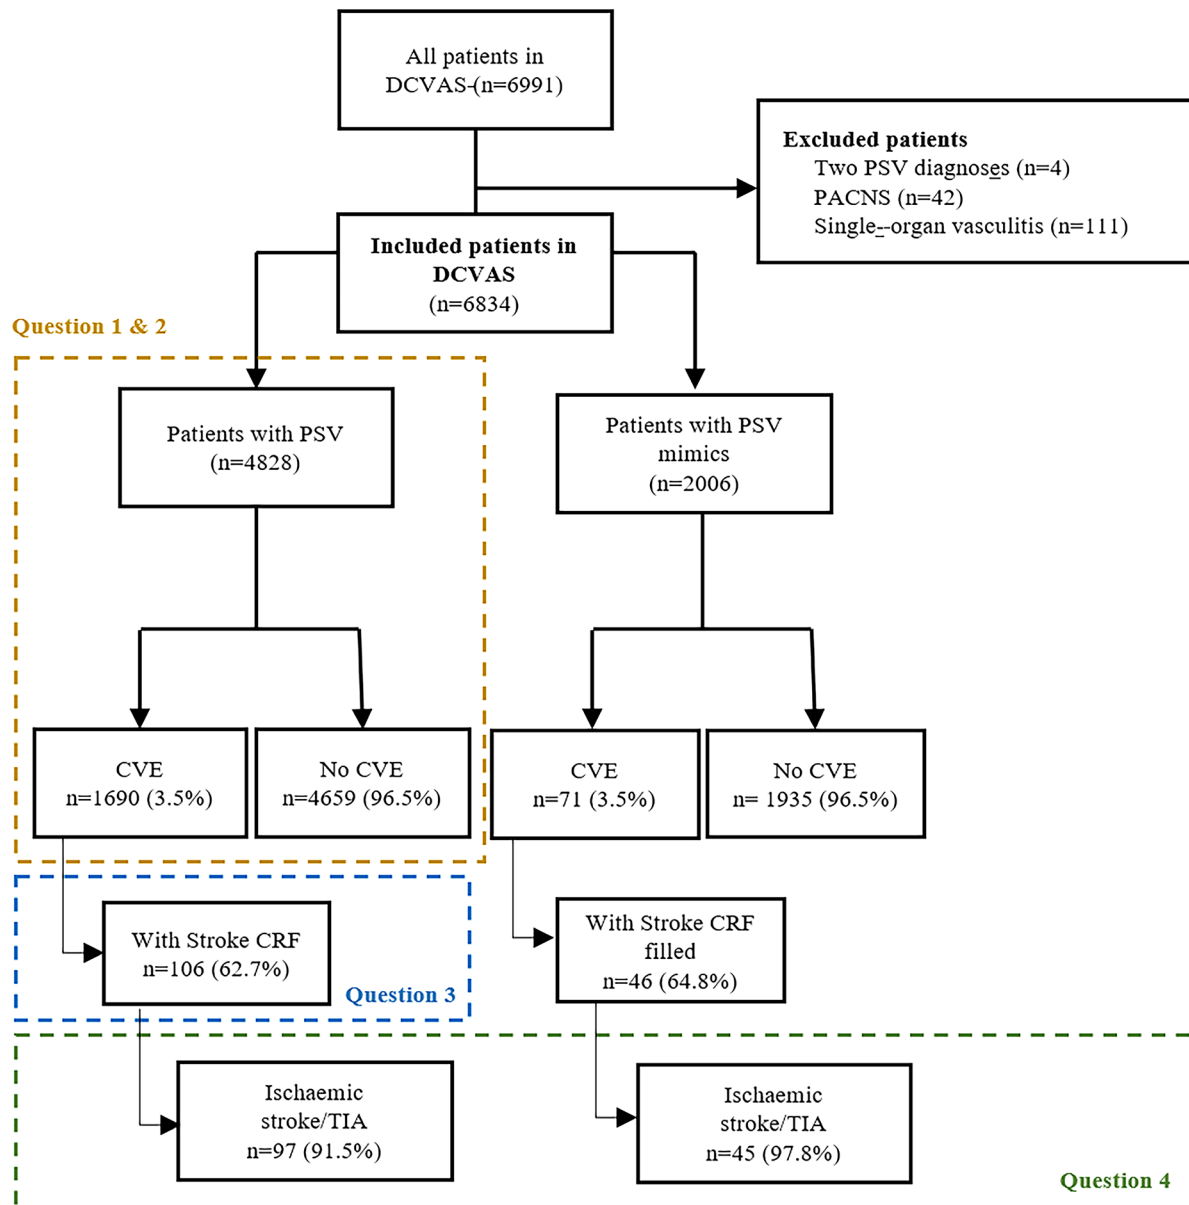 All patients in
DCVAS-(n=6991)
Excluded patients
Two PSV diagnoses (n=4)
PACNS (n=42)
Single--organ vasculitis (n=111)
Included patients in
DCVAS
(n=6834)
Question 1 & 2
Patients with PSV
(n=4828)
Patients with PSV
mimics
(n=2006)
CVE
n=1690 (3.5%)
No CVE
n=4659 (96.5%)
CVE
n=71 (3.5%)
No CVE
n= 1935 (96.5%)
With Stroke CRF
n=106 (62.7%)
Question 3
With Stroke CRF
filled
n=46 (64.8%)
Ischaemic
stroke/TIA
n=97 (91.5%)
Ischaemic
stroke/TIA
n=45 (97.8%)
Question 4